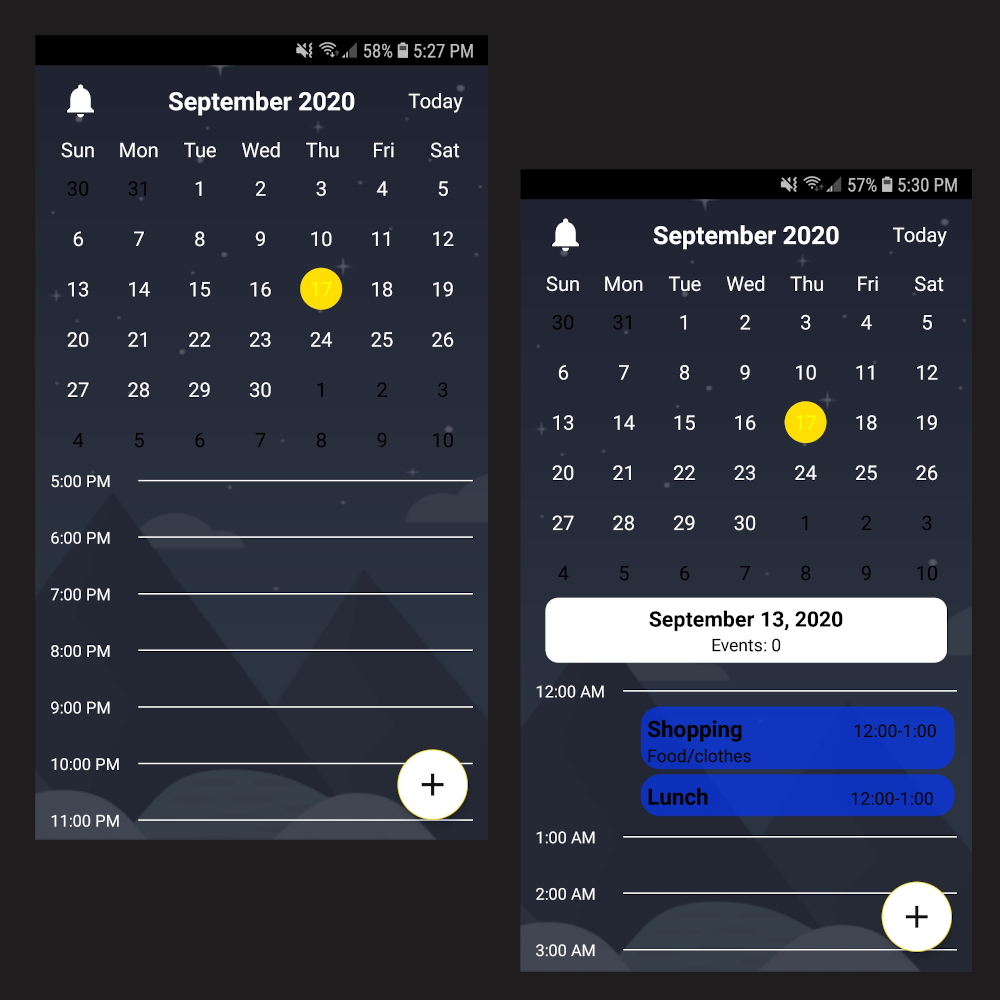 58% 5:27 PM
September 2020 Today
Sun Mon Tue Wed Thu Fri Sat
30 31 1 2 3 4 5
6 7 8 9 10 11 12
13 14 15 16 17 18 19
20 21 22 23 24 25 26
27 28 29 30 1 2 3
4 5 6 7 8 9 10
5:00 PM
6:00 PM
7:00 PM
8:00 PM
9:00 PM
10:00 PM
+
11:00 PM
57% 5:30 PM
September 2020 Today
Sun Mon Tue Wed Thu Fri Sat
30 31 1 2 3 4 5
6 7 8 9 10 11 12
13 14 15 16 17 18 19
20 21 22 23 24 25 26
27 28 29 30 1 2 3
4 5 6 7 8 9 10
September 13, 2020
Events: 0
12:00 AM
Shopping 12:00-1:00
Food/clothes
Lunch 12:00-1:00
1:00 AM
2:00 AM
+
3:00 AM